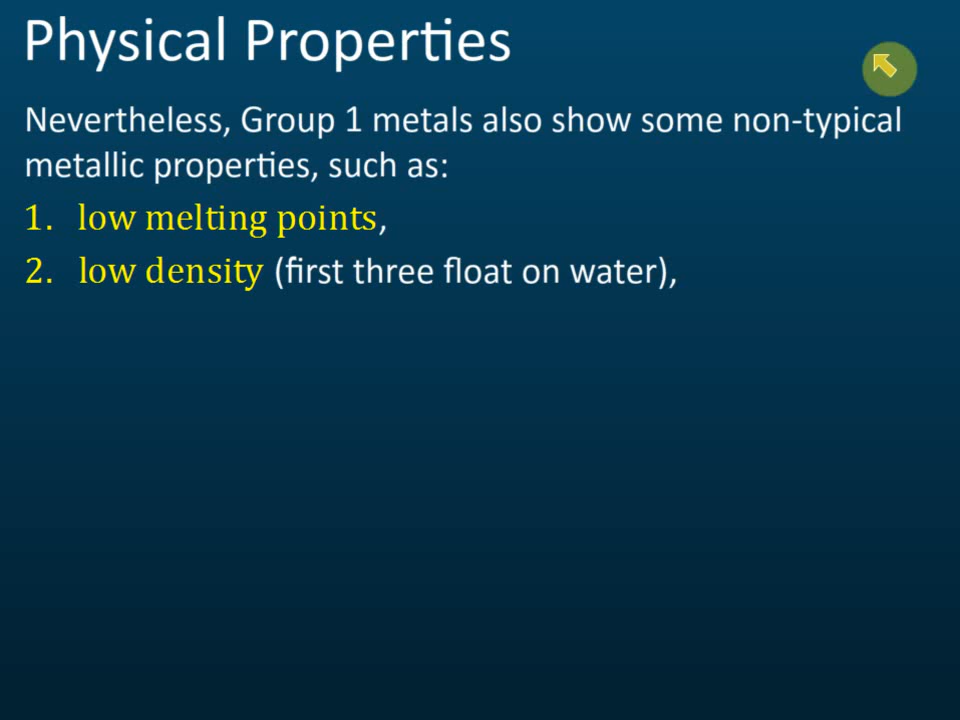 Physical Properties
Nevertheless, Group 1 metals also show some non-typical
metallic properties, such as:
1. low melting points,
2. low density (first three float on water),